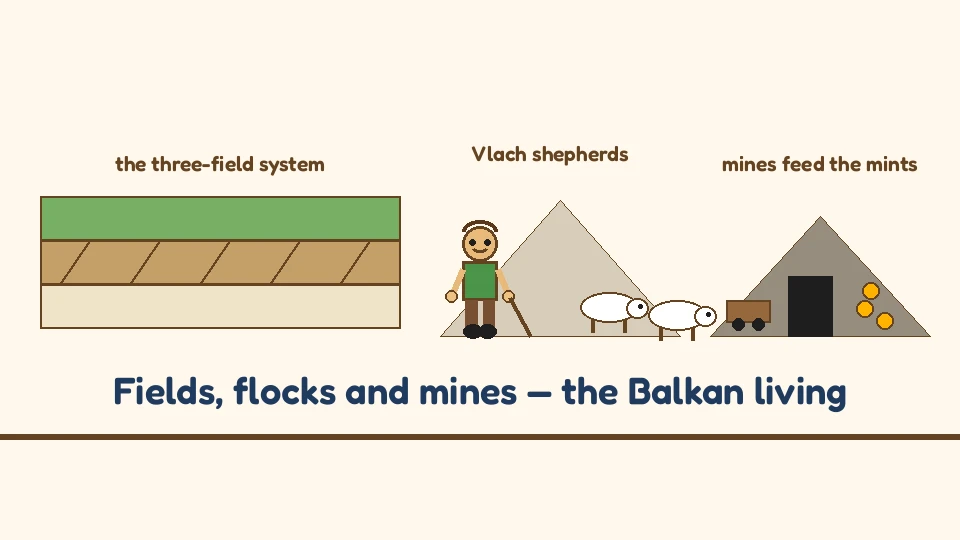 the three-field system
Vlach shepherds
mines feed the mints
Fields, flocks and mines — the Balkan living